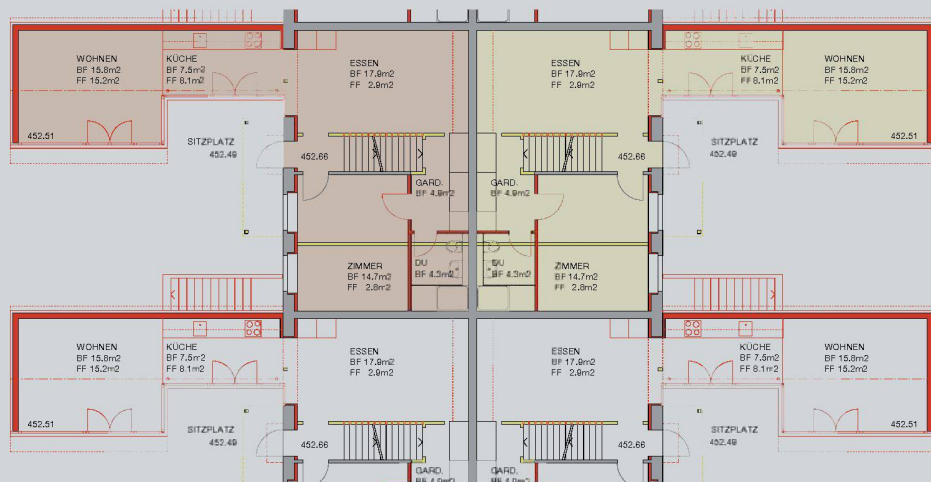 WOHNEN
BF 15.8m2
FF 15.2m2
KÜCHE
BF 7.5m2
FF 8.1m2
ESSEN
BF 17.9m2
FF 2.9m2
ESSEN
BF 17.9m2
FF 2.9m2
KÜCHE
BF 7.5m2
FF 8.1m2
WOHNEN
BF 15.8m2
FF 15.2m2
452.51
SITZPLATZ
452.49
452.66
452.66
SITZPLATZ
452.49
452.51
GARD.
BF 4.9m2
GARD.
BF 4.9m2
ZIMMER
BF 14.7m2
FF 2.8m2
DU
BF 4.3m2
DU
BF 4.3m2
ZIMMER
BF 14.7m2
FF 2.8m2
WOHNEN
BF 15.8m2
FF 15.2m2
KÜCHE
BF 7.5m2
FF 8.1m2
ESSEN
BF 17.9m2
FF 2.9m2
ESSEN
BF 17.9m2
FF 2.9m2
KÜCHE
BF 7.5m2
FF 8.1m2
WOHNEN
BF 15.8m2
FF 15.2m2
452.51
SITZPLATZ
452.49
452.66
452.66
SITZPLATZ
452.49
452.51
GARD.
BF 4.9m2
GARD.
BF 4.9m2